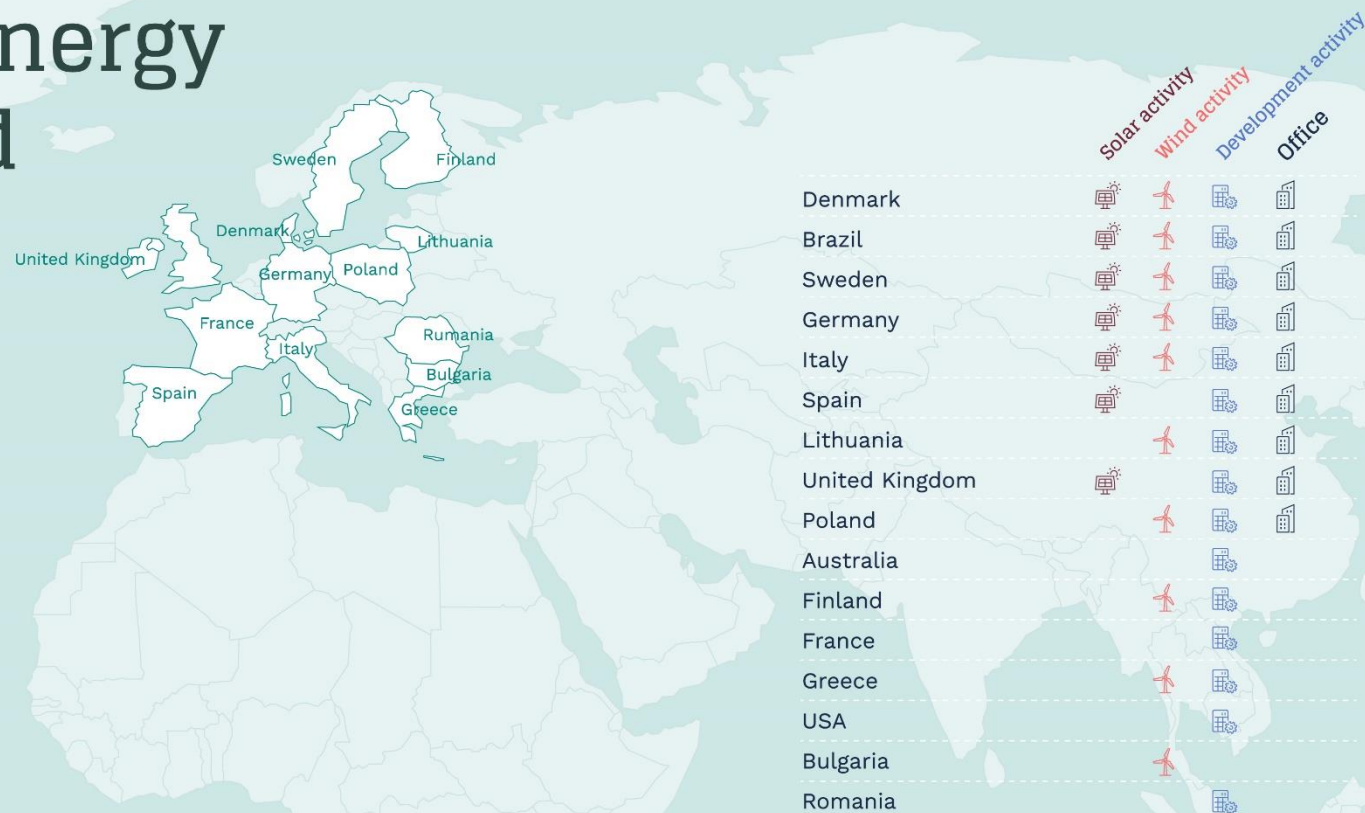 nergy
d
Sweden
Finland
Denmark
Lithuania
United Kingdom
Germany
Poland
France
Rumania
Italy
Bulgaria
Spain
Greece
Solar activity
Wind activity
Development activity
Office
Denmark
Brazil
Sweden
Germany
Italy
Spain
Lithuania
United Kingdom
Poland
Australia
Finland
France
Greece
USA
Bulgaria
Romania